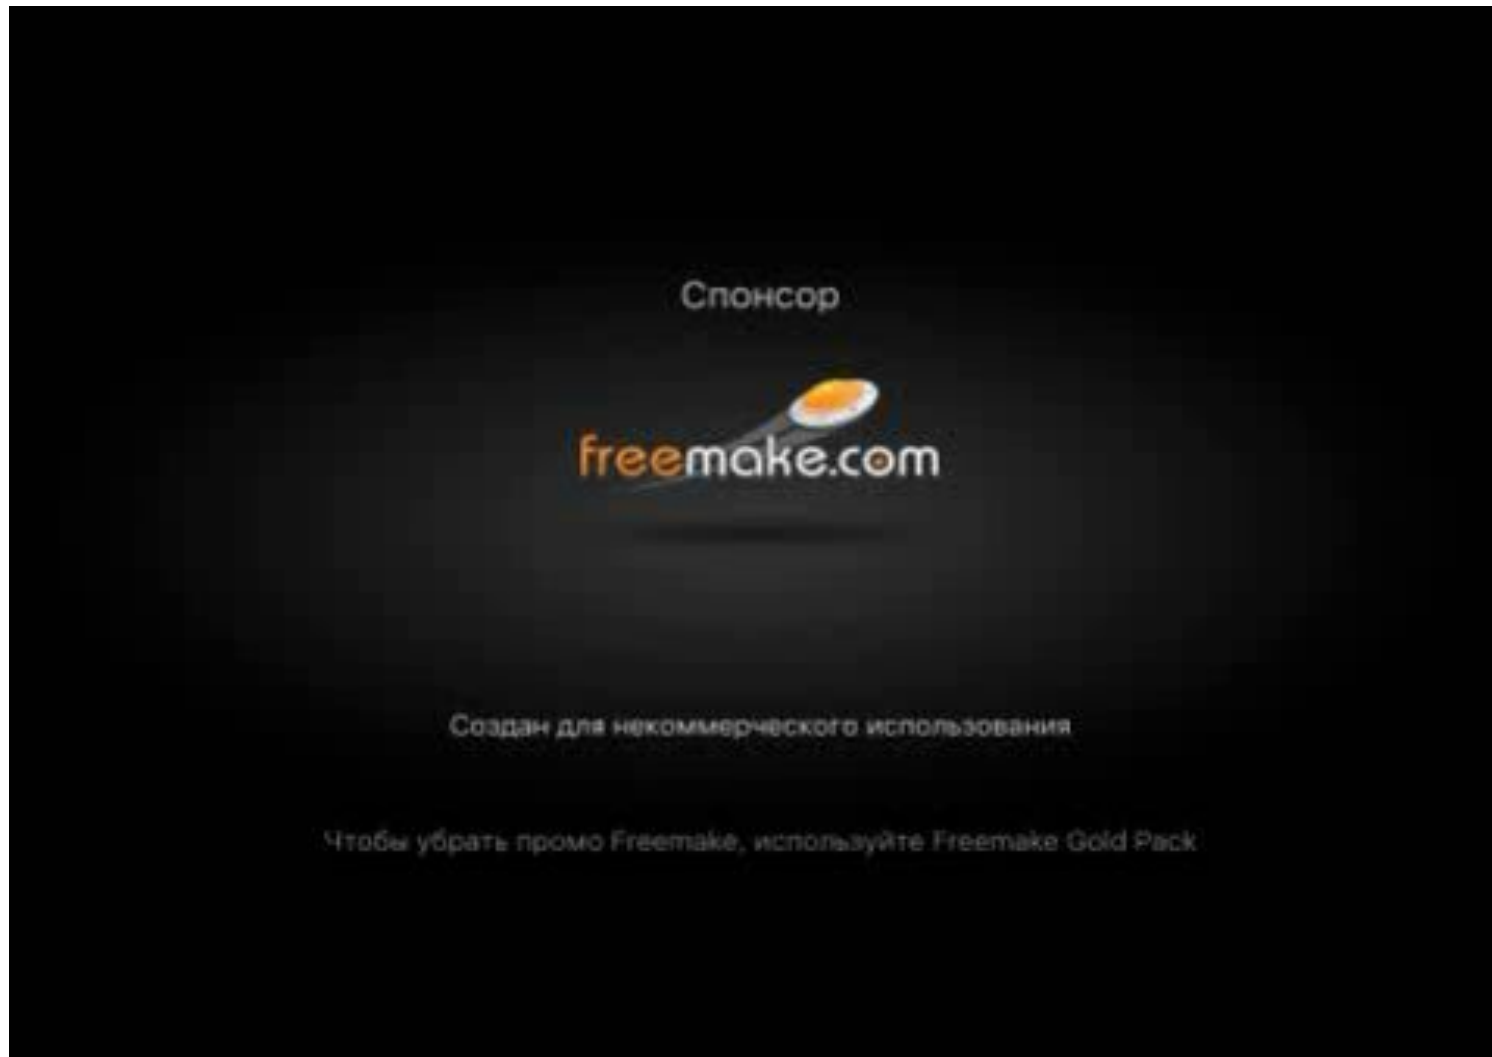 Спонсор
freemake.com
Создан для некоммерческого использования
Чтобы убрать промо Freemake, используйте Freemake Gold Pack